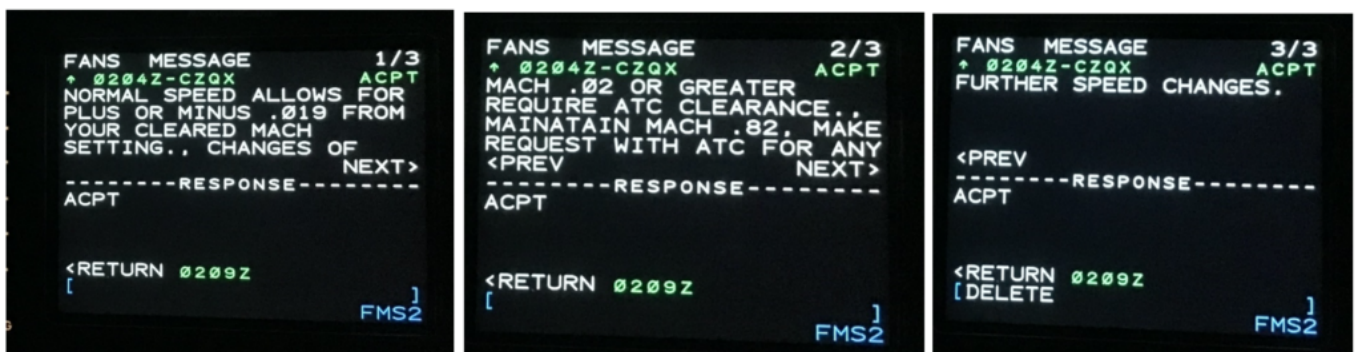 FANS MESSAGE 1/3
↑ 0204Z-CZQX ACPT
NORMAL SPEED ALLOWS FOR
PLUS OR MINUS .019 FROM
YOUR CLEARED MACH
SETTING., CHANGES OF
NEXT>
--------RESPONSE--------
ACPT
<RETURN 0209Z
[ ]
FMS2
FANS MESSAGE 2/3
↑ 0204Z-CZQX ACPT
MACH .02 OR GREATER
REQUIRE ATC CLEARANCE.,
MAINATAIN MACH .82, MAKE
REQUEST WITH ATC FOR ANY
<PREV NEXT>
--------RESPONSE--------
ACPT
<RETURN 0209Z
[ ]
FMS2
FANS MESSAGE 3/3
↑ 0204Z-CZQX ACPT
FURTHER SPEED CHANGES.
<PREV
--------RESPONSE--------
ACPT
<RETURN 0209Z
[DELETE ]
FMS2